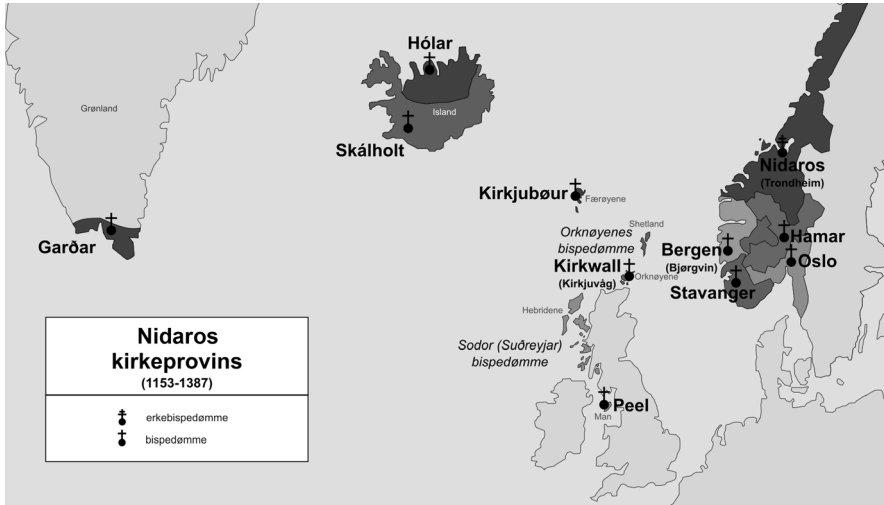 Grønland
Garðar
Hólar
Island
Skálholt
Kirkjubøur
Færøyene
Shetland
Orknøyenes
bispedømme
Kirkwall
(Kirkjuvåg)
Orknøyene
Hebridene
Sodor (Suðreyjar)
bispedømme
Peel
Man
Nidaros
(Trondheim)
Hamar
Bergen
(Bjørgvin)
Oslo
Stavanger
Nidaros
kirkeprovins
(1153-1387)
erkebispedømme
bispedømme